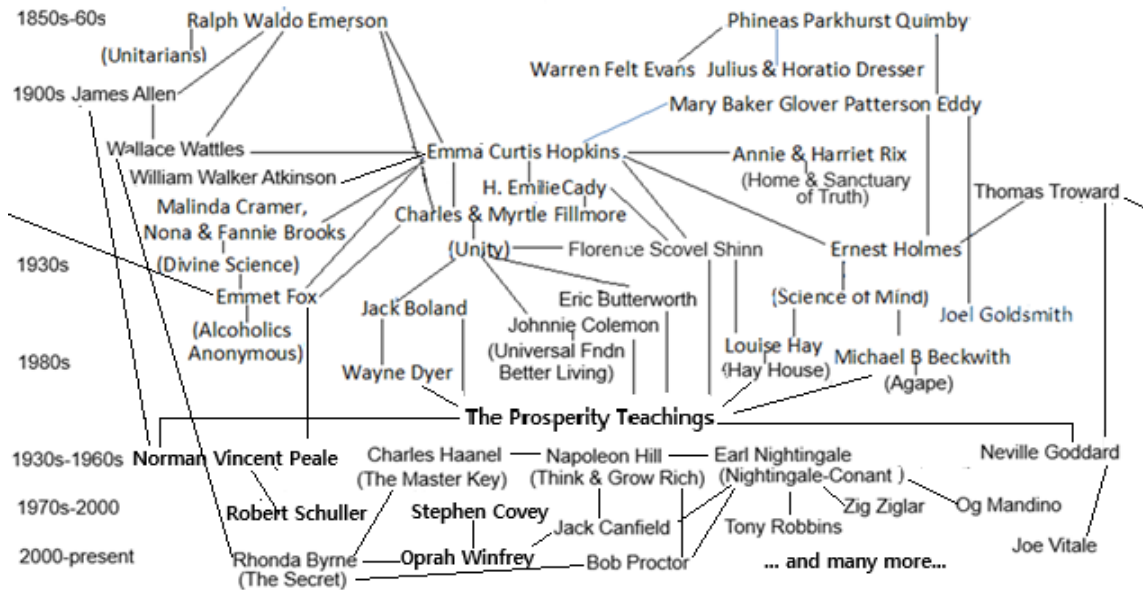 1850s-60s Ralph Waldo Emerson Phineas Parkhurst Quimby
(Unitarians)
Warren Felt Evans Julius & Horatio Dresser
1900s James Allen Mary Baker Glover Patterson Eddy
Wallace Wattles Emma Curtis Hopkins Annie & Harriet Rix
William Walker Atkinson H. Emilie Cady (Home & Sanctuary
of Truth) Thomas Troward
Malinda Cramer,
Nona & Fannie Brooks Charles & Myrtle Fillmore
(Unity) Florence Scovel Shinn Ernest Holmes
1930s (Divine Science)
Emmet Fox Eric Butterworth (Science of Mind)
Jack Boland Joel Goldsmith
(Alcoholics
Anonymous) Johnnie Colemon
(Universal Fndn
Better Living) Louise Hay
(Hay House) Michael B Beckwith
(Agape)
1980s Wayne Dyer
The Prosperity Teachings
1930s-1960s Norman Vincent Peale Charles Haanel Napoleon Hill Earl Nightingale Neville Goddard
(The Master Key) (Think & Grow Rich) (Nightingale-Conant )
1970s-2000 Robert Schuller Stephen Covey Jack Canfield Tony Robbins Zig Ziglar Og Mandino
2000-present Rhonda Byrne Oprah Winfrey Bob Proctor ... and many more... Joe Vitale
(The Secret)